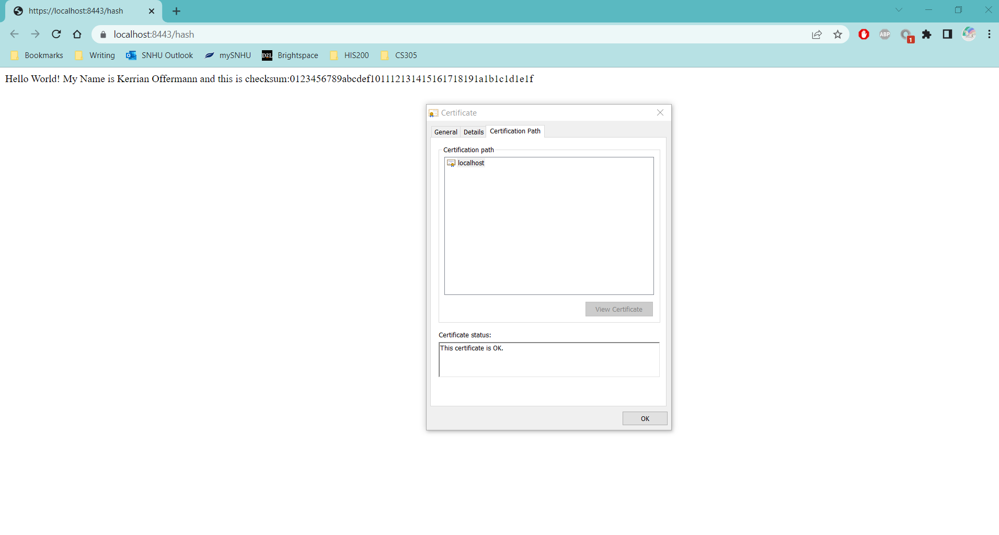 https://localhost:8443/hash
localhost:8443/hash
ABP
1
Bookmarks Writing SNHU Outlook mySNHU D2L Brightspace HIS200 CS305
Hello World! My Name is Kerrian Offermann and this is checksum:0123456789abcdef101112131415161718191a1b1c1d1e1f
Certificate
General Details Certification Path
Certification path
localhost
View Certificate
Certificate status:
This certificate is OK.
OK